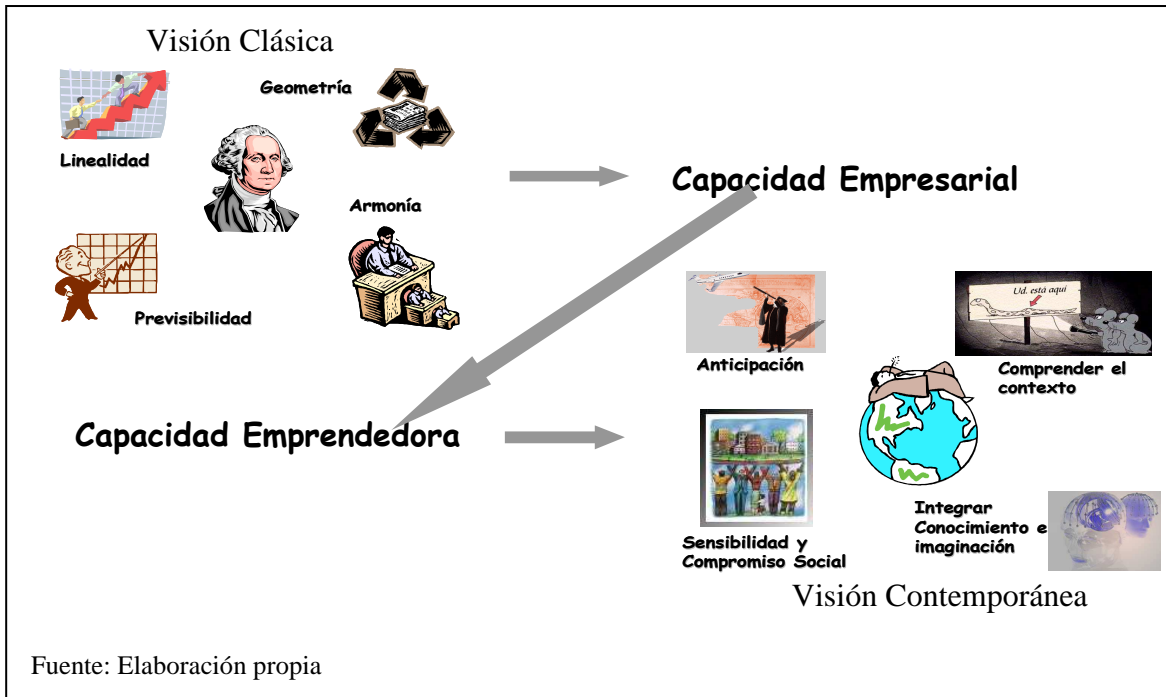 Visión Clásica
Geometría
Linealidad
Armonía
Previsibilidad
Capacidad Empresarial
Ud. está aquí
Anticipación
Comprender el
contexto
Capacidad Emprendedora
Sensibilidad y
Compromiso Social
Integrar
Conocimiento e
imaginación
Visión Contemporánea
Fuente: Elaboración propia